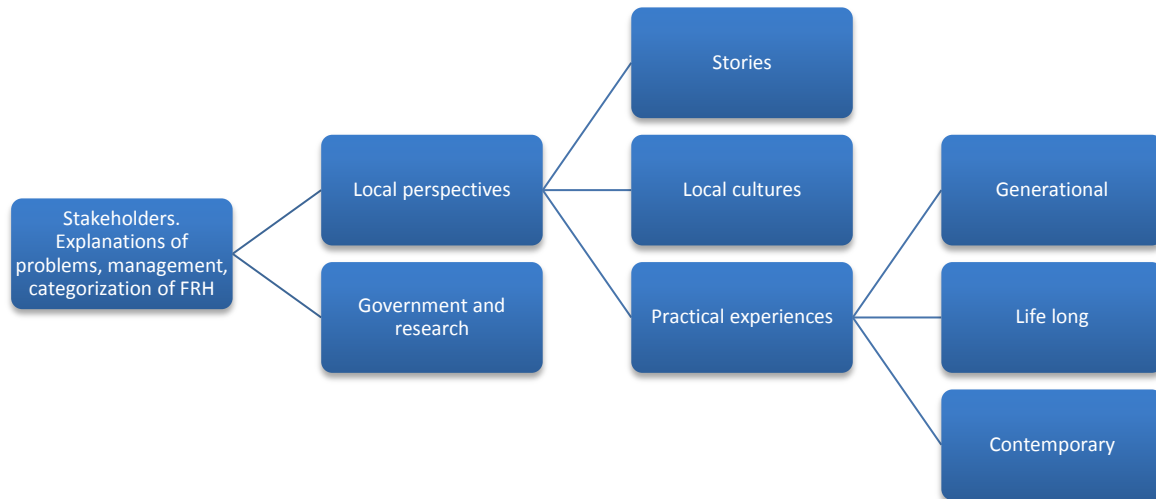 Stakeholders.
Explanations of
problems, management,
categorization of FRH
Local perspectives
Government and
research
Stories
Local cultures
Practical experiences
Generational
Life long
Contemporary